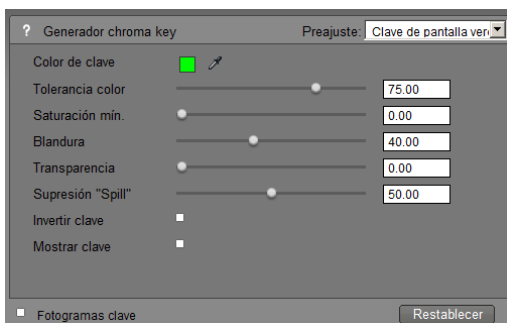 ? Generador chroma key Preajuste: Clave de pantalla verd
Color de clave
Tolerancia color 75.00
Saturación mín. 0.00
Blandura 40.00
Transparencia 0.00
Supresión "Spill" 50.00
Invertir clave
Mostrar clave
Fotogramas clave Restablecer